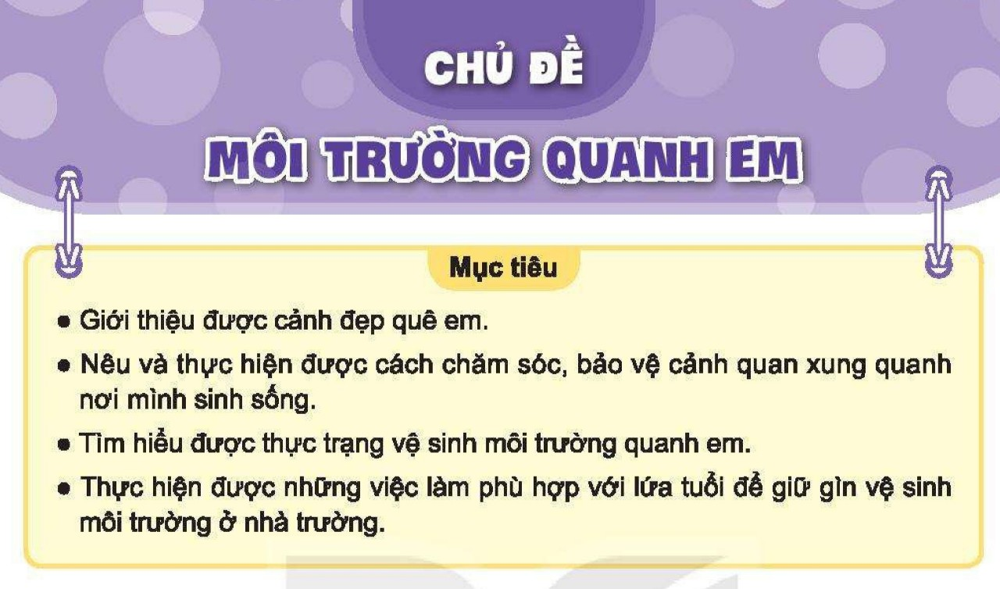 CHỦ ĐỀ
MÔI TRƯỜNG QUANH EM
Mục tiêu
● Giới thiệu được cảnh đẹp quê em.
● Nêu và thực hiện được cách chăm sóc, bảo vệ cảnh quan xung quanh
nơi mình sinh sống.
● Tìm hiểu được thực trạng vệ sinh môi trường quanh em.
● Thực hiện được những việc làm phù hợp với lứa tuổi để giữ gìn vệ sinh
môi trường ở nhà trường.